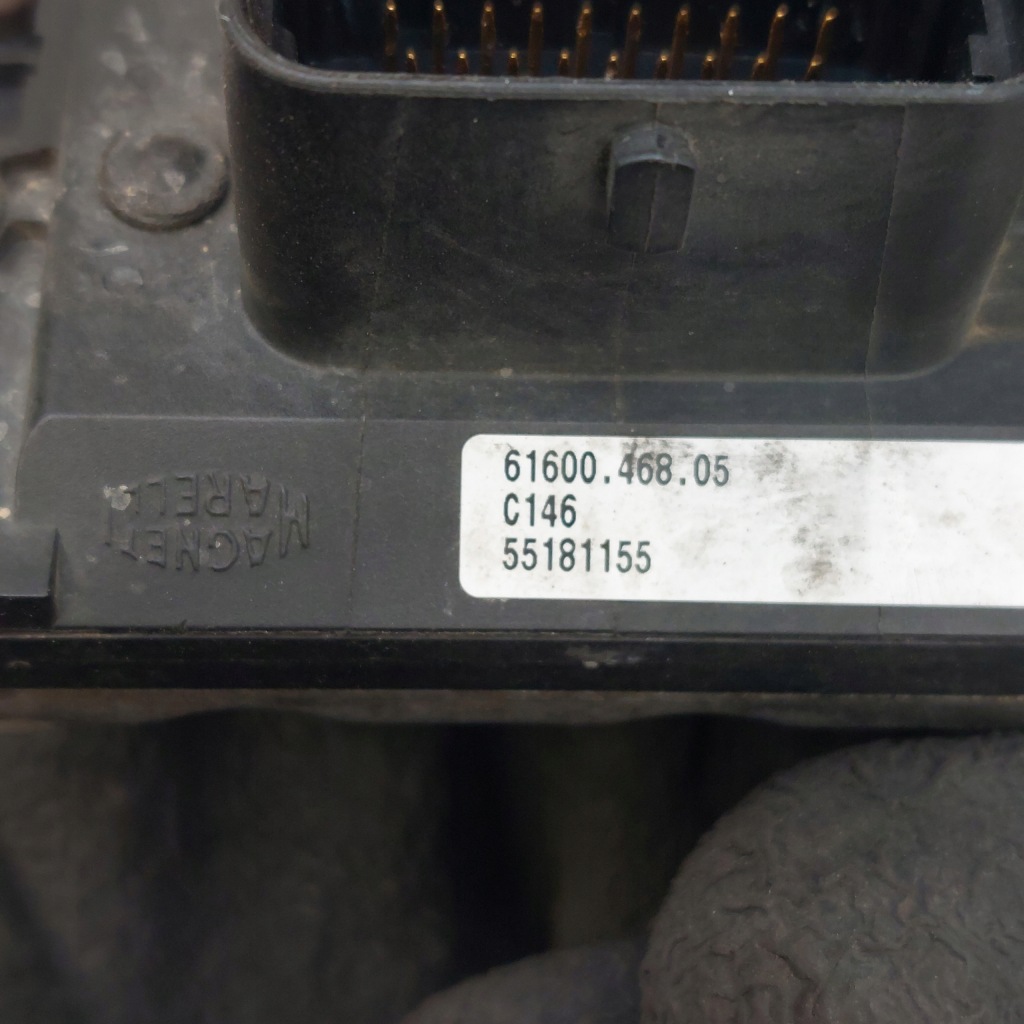 61600.468.05
C146
55181155
MAGNETI
MARELLI